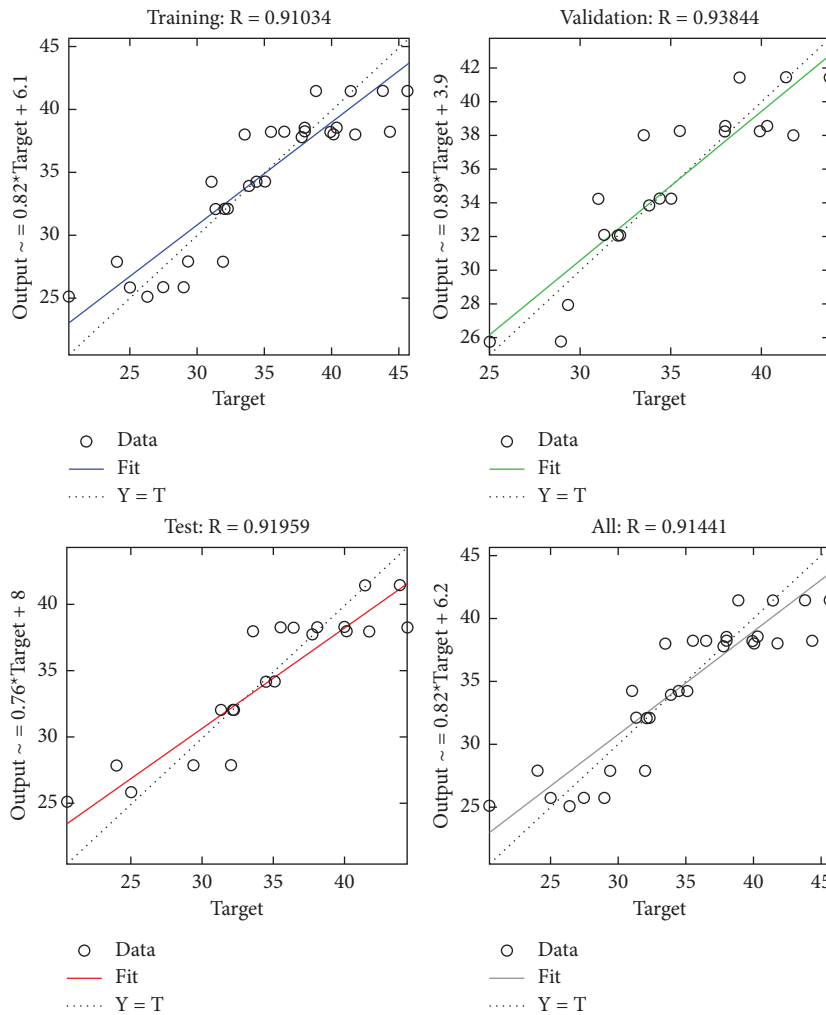 Training: R = 0.91034
Output ~ = 0.82*Target + 6.1
45
40
35
30
25
25 30 35 40 45
Target
Data
Fit
Y = T
Validation: R = 0.93844
Output ~ = 0.89*Target + 3.9
42
40
38
36
34
32
30
28
26
25 30 35 40
Target
Data
Fit
Y = T
Test: R = 0.91959
Output ~ = 0.76*Target + 8
40
35
30
25
25 30 35 40
Target
Data
Fit
Y = T
All: R = 0.91441
Output ~ = 0.82*Target + 6.2
45
40
35
30
25
25 30 35 40 45
Target
Data
Fit
Y = T